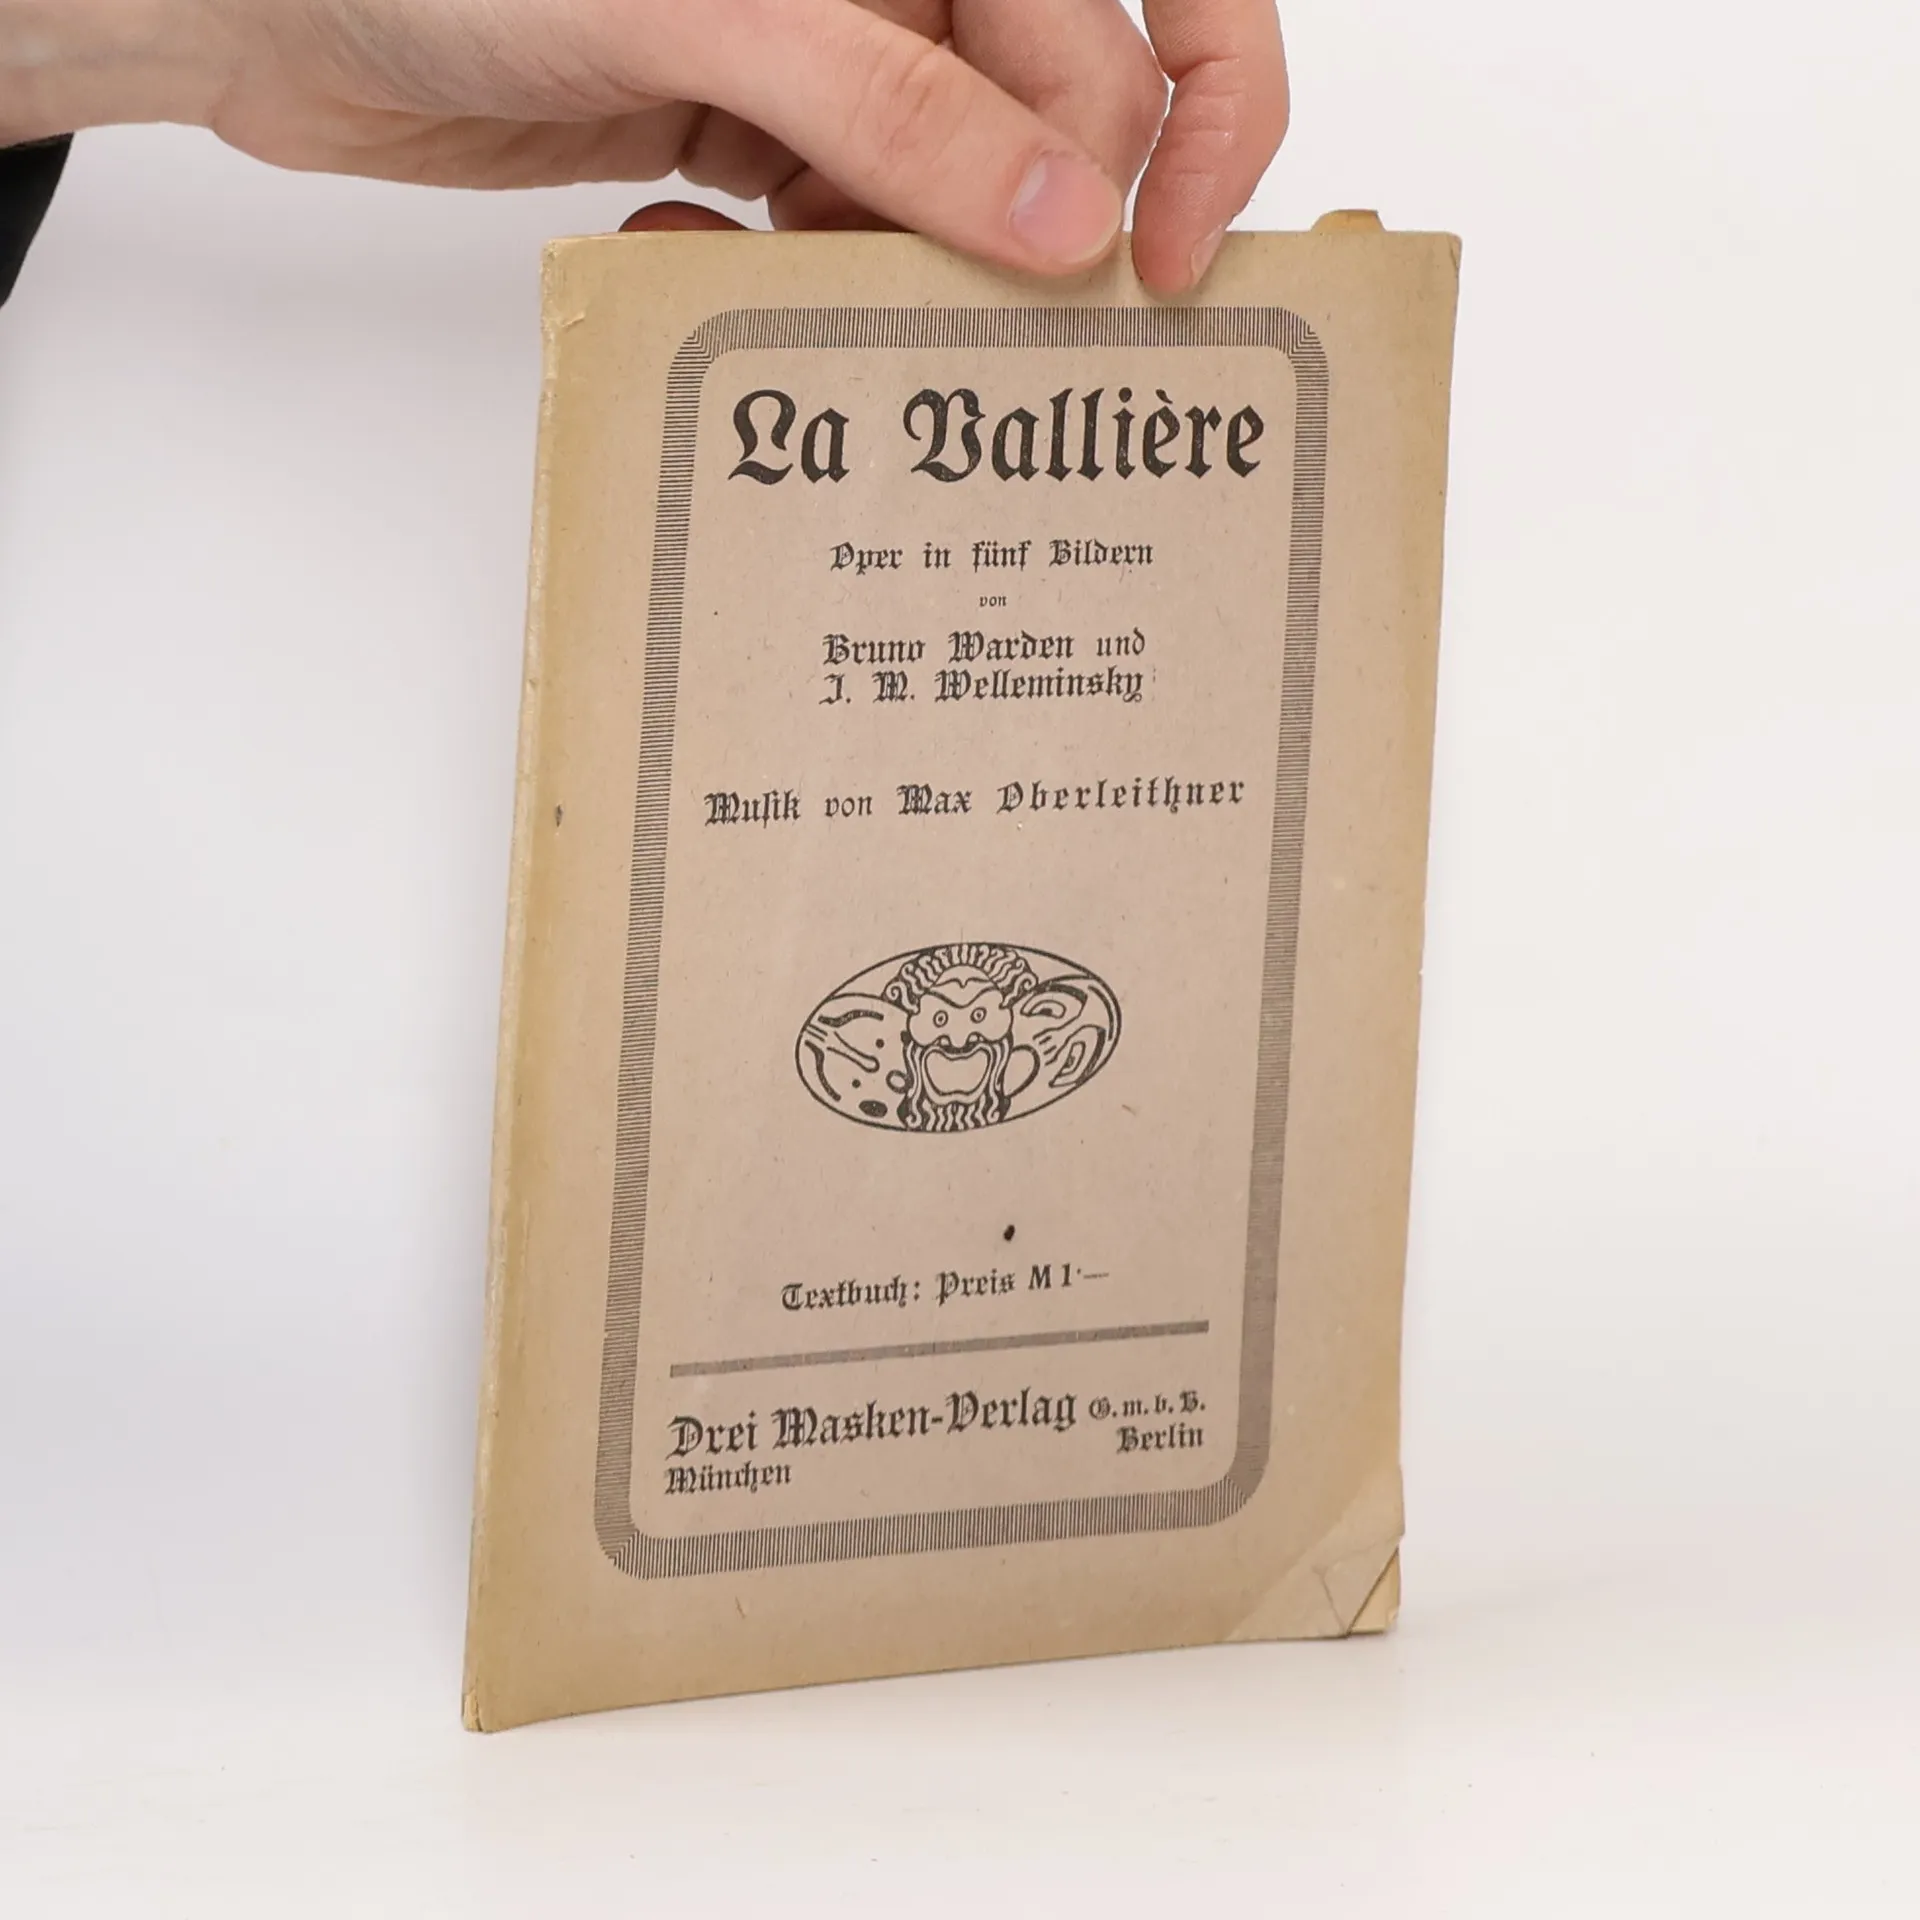 La Vallière
Oper in fünf Bildern
von
Bruno Warden und
J. M. Welleminsky
Musik von Max Oberleithner
Textbuch: Preis M 1·—
Drei Masken-Verlag G. m. b. H.
München
Berlin